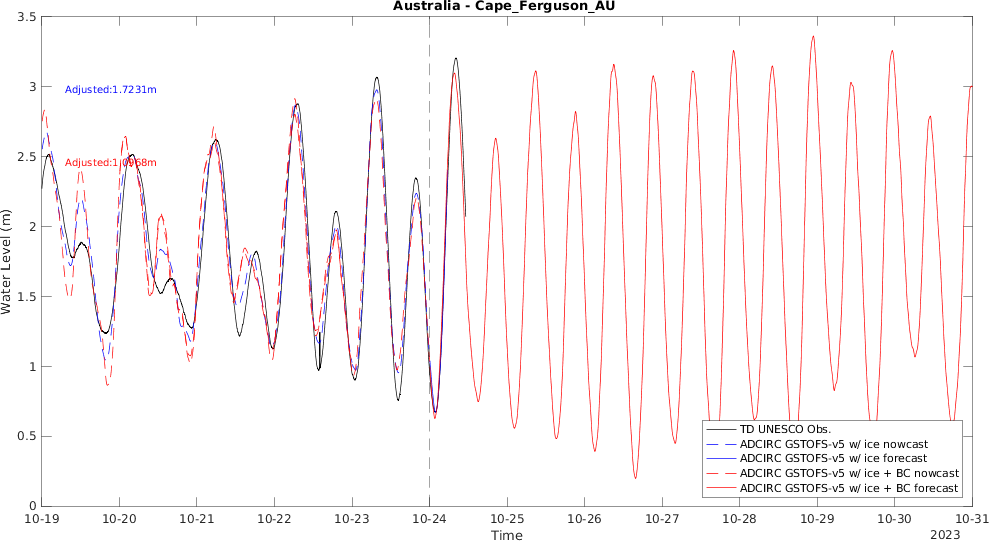 Australia - Cape_Ferguson_AU
3.5
3
2.5
2
1.5
1
0.5
0
Water Level (m)
Adjusted:1.7231m
Adjusted:1.0968m
TD UNESCO Obs.
ADCIRC GSTOFS-v5 w/ ice nowcast
ADCIRC GSTOFS-v5 w/ ice forecast
ADCIRC GSTOFS-v5 w/ ice + BC nowcast
ADCIRC GSTOFS-v5 w/ ice + BC forecast
10-19 10-20 10-21 10-22 10-23 10-24 10-25 10-26 10-27 10-28 10-29 10-30 10-31
Time
2023